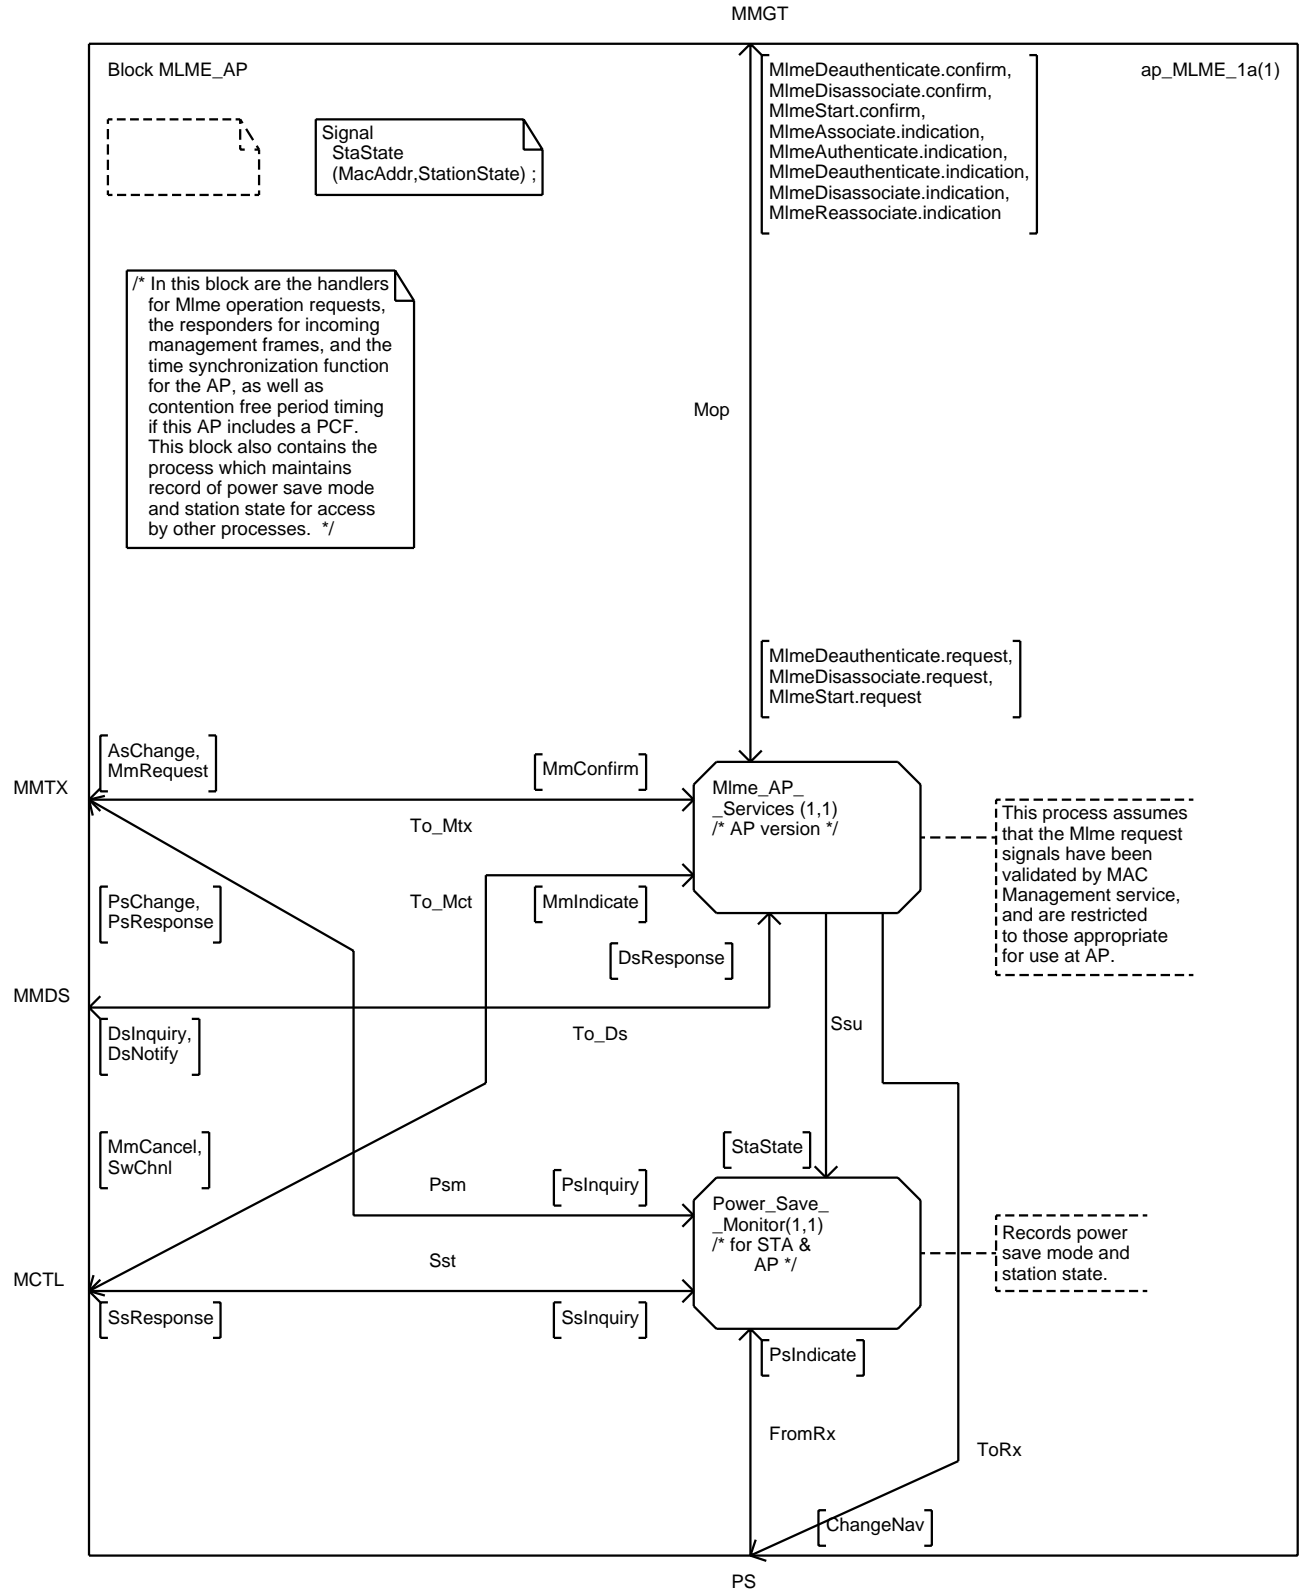 MMGT
Block MLME_AP
ap_MLME_1a(1)
MlmeDeauthenticate.confirm,
MlmeDisassociate.confirm,
MlmeStart.confirm,
MlmeAssociate.indication,
MlmeAuthenticate.indication,
MlmeDeauthenticate.indication,
MlmeDisassociate.indication,
MlmeReassociate.indication
Signal
StaState
(MacAddr,StationState) ;
/* In this block are the handlers
for Mlme operation requests,
the responders for incoming
management frames, and the
time synchronization function
for the AP, as well as
contention free period timing
if this AP includes a PCF.
This block also contains the
process which maintains
record of power save mode
and station state for access
by other processes. */
Mop
MlmeDeauthenticate.request,
MlmeDisassociate.request,
MlmeStart.request
AsChange,
MmRequest
MmConfirm
MMTX
To_Mtx
Mlme_AP_
_Services (1,1)
/* AP version */
This process assumes
that the Mlme request
signals have been
validated by MAC
Management service,
and are restricted
to those appropriate
for use at AP.
PsChange,
PsResponse
To_Mct
MmIndicate
DsResponse
MMDS
DsInquiry,
DsNotify
To_Ds
Ssu
MmCancel,
SwChnl
StaState
Psm
PsInquiry
Power_Save_
_Monitor(1,1)
/* for STA &
AP */
Records power
save mode and
station state.
Sst
MCTL
SsResponse
SsInquiry
PsIndicate
FromRx
ToRx
ChangeNav
PS